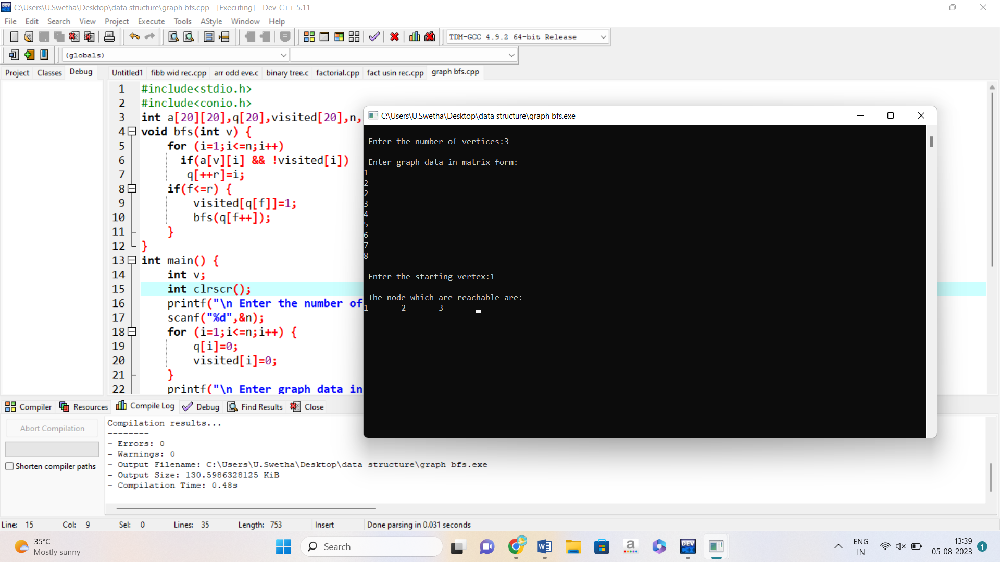 C:\Users\U.Swetha\Desktop\data structure\graph bfs.cpp - [Executing] - Dev-C++ 5.11
File Edit Search View Project Execute Tools AStyle Window Help
TDM-GCC 4.9.2 64-bit Release
(globals)
Project Classes Debug
Untitled1 fibb wid rec.cpp arr odd eve.c binary tree.c factorial.cpp fact usin rec.cpp graph bfs.cpp
1 #include<stdio.h>
2 #include<conio.h>
3 int a[20][20],q[20],visited[20],n,
4 void bfs(int v) {
5 for (i=1;i<=n;i++)
6 if(a[v][i] && !visited[i])
7 q[++r]=i;
8 if(f<=r) {
9 visited[q[f]]=1;
10 bfs(q[f++]);
11 }
12 }
13 int main() {
14 int v;
15 int clrscr();
16 printf("\n Enter the number of
17 scanf("%d",&n);
18 for (i=1;i<=n;i++) {
19 q[i]=0;
20 visited[i]=0;
21 }
22 printf("\n Enter graph data in
C:\Users\U.Swetha\Desktop\data structure\graph bfs.exe
Enter the number of vertices:3
Enter graph data in matrix form:
1
2
2
3
4
5
6
7
8
Enter the starting vertex:1
The node which are reachable are:
1 2 3
Compiler Resources Compile Log Debug Find Results Close
Abort Compilation
Shorten compiler paths
Compilation results...
--------
- Errors: 0
- Warnings: 0
- Output Filename: C:\Users\U.Swetha\Desktop\data structure\graph bfs.exe
- Output Size: 130.5986328125 KiB
- Compilation Time: 0.48s
Line: 15 Col: 9 Sel: 0 Lines: 35 Length: 753 Insert Done parsing in 0.031 seconds
35°C
Mostly sunny
Search
ENG
IN
13:39
05-08-2023
1